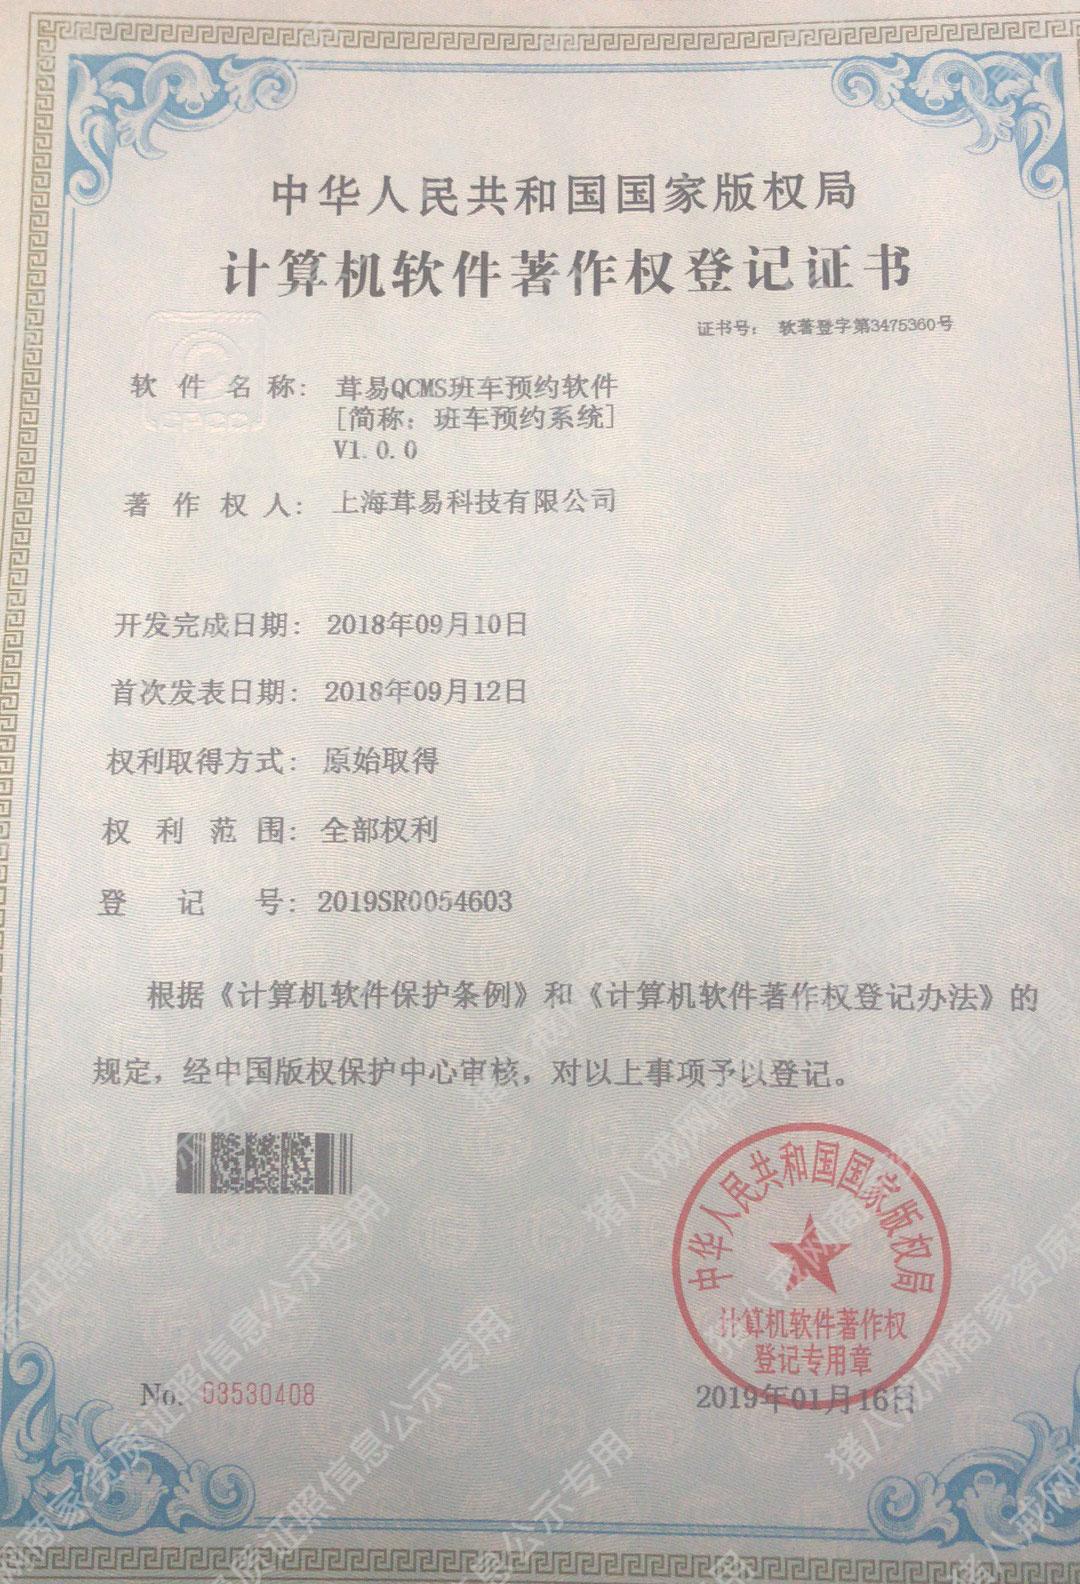 中华人民共和国国家版权局
计算机软件著作权登记证书
证书号： 软著登字第3475360号
软件名称： 茸易QCMS班车预约软件
[简称：班车预约系统]
V1.0.0
著作权人： 上海茸易科技有限公司
开发完成日期： 2018年09月10日
首次发表日期： 2018年09月12日
权利取得方式： 原始取得
权利范围： 全部权利
登记号： 2019SR0054603
根据《计算机软件保护条例》和《计算机软件著作权登记办法》的
规定，经中国版权保护中心审核，对以上事项予以登记。
中华人民共和国国家版权局
计算机软件著作权
登记专用章
No. 03530408
2019年01月16日
猪八戒网商家资质证照信息公示专用